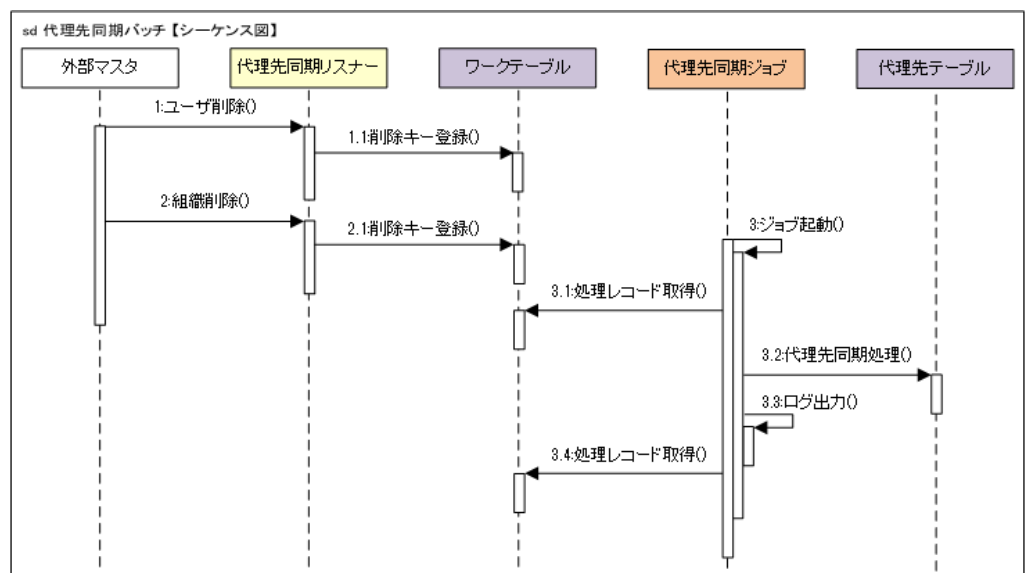 sd 代理先同期バッチ【シーケンス図】
外部マスタ
代理先同期リスナー
ワークテーブル
代理先同期ジョブ
代理先テーブル
1:ユーザ削除()
1.1:削除キー登録()
2:組織削除()
2.1:削除キー登録()
3:ジョブ起動()
3.1:処理レコード取得()
3.2:代理先同期処理()
3.3:ログ出力()
3.4:処理レコード取得()